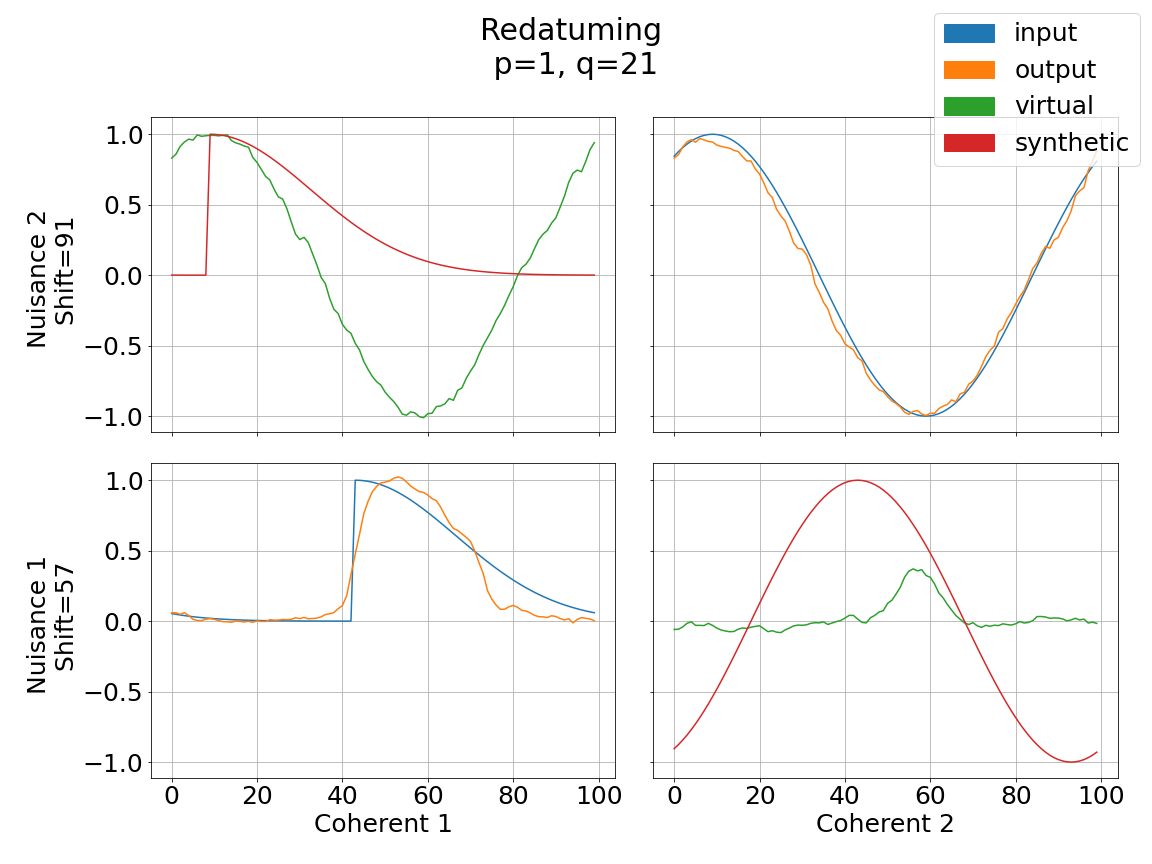 Redatuming
p=1, q=21
input
output
virtual
synthetic
Nuisance 2
Shift=91
1.0
0.5
0.0
−0.5
−1.0
Nuisance 1
Shift=57
1.0
0.5
0.0
−0.5
−1.0
0 20 40 60 80 100
0 20 40 60 80 100
Coherent 1
Coherent 2